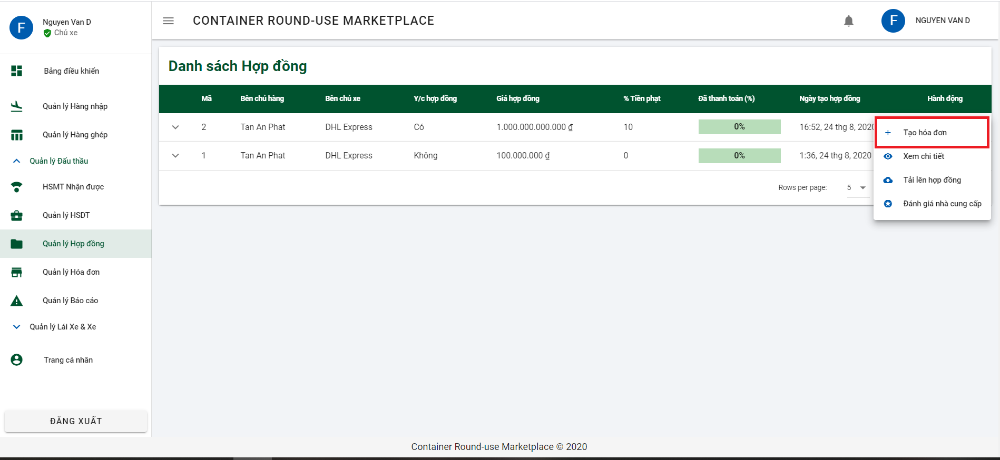 F
Nguyen Van D
Chủ xe
CONTAINER ROUND-USE MARKETPLACE
F
NGUYEN VAN D
Bảng điều khiển
Quản lý Hàng nhập
Quản lý Hàng ghép
Quản lý Đấu thầu
HSMT Nhận được
Quản lý HSDT
Quản lý Hợp đồng
Quản lý Hóa đơn
Quản lý Báo cáo
Quản lý Lái Xe & Xe
Trang cá nhân
ĐĂNG XUẤT
Danh sách Hợp đồng
Mã Bên chủ hàng Bên chủ xe Y/c hợp đồng Giá hợp đồng % Tiền phạt Đã thanh toán (%) Ngày tạo hợp đồng Hành động
2 Tan An Phat DHL Express Có 1.000.000.000.000 ₫ 10 0% 16:52, 24 thg 8, 2020
1 Tan An Phat DHL Express Không 100.000.000 ₫ 0 0% 1:36, 24 thg 8, 2020
Rows per page: 5
Tạo hóa đơn
Xem chi tiết
Tải lên hợp đồng
Đánh giá nhà cung cấp
Container Round-use Marketplace © 2020